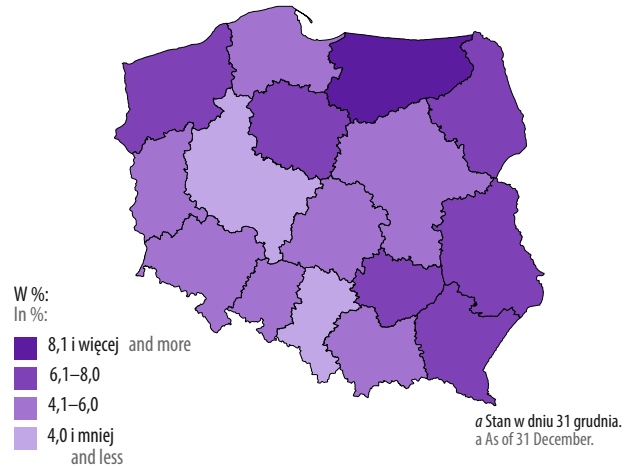 W %:
In %:
8,1 i więcej and more
6,1–8,0
4,1–6,0
4,0 i mniej
and less
a Stan w dniu 31 grudnia.
a As of 31 December.